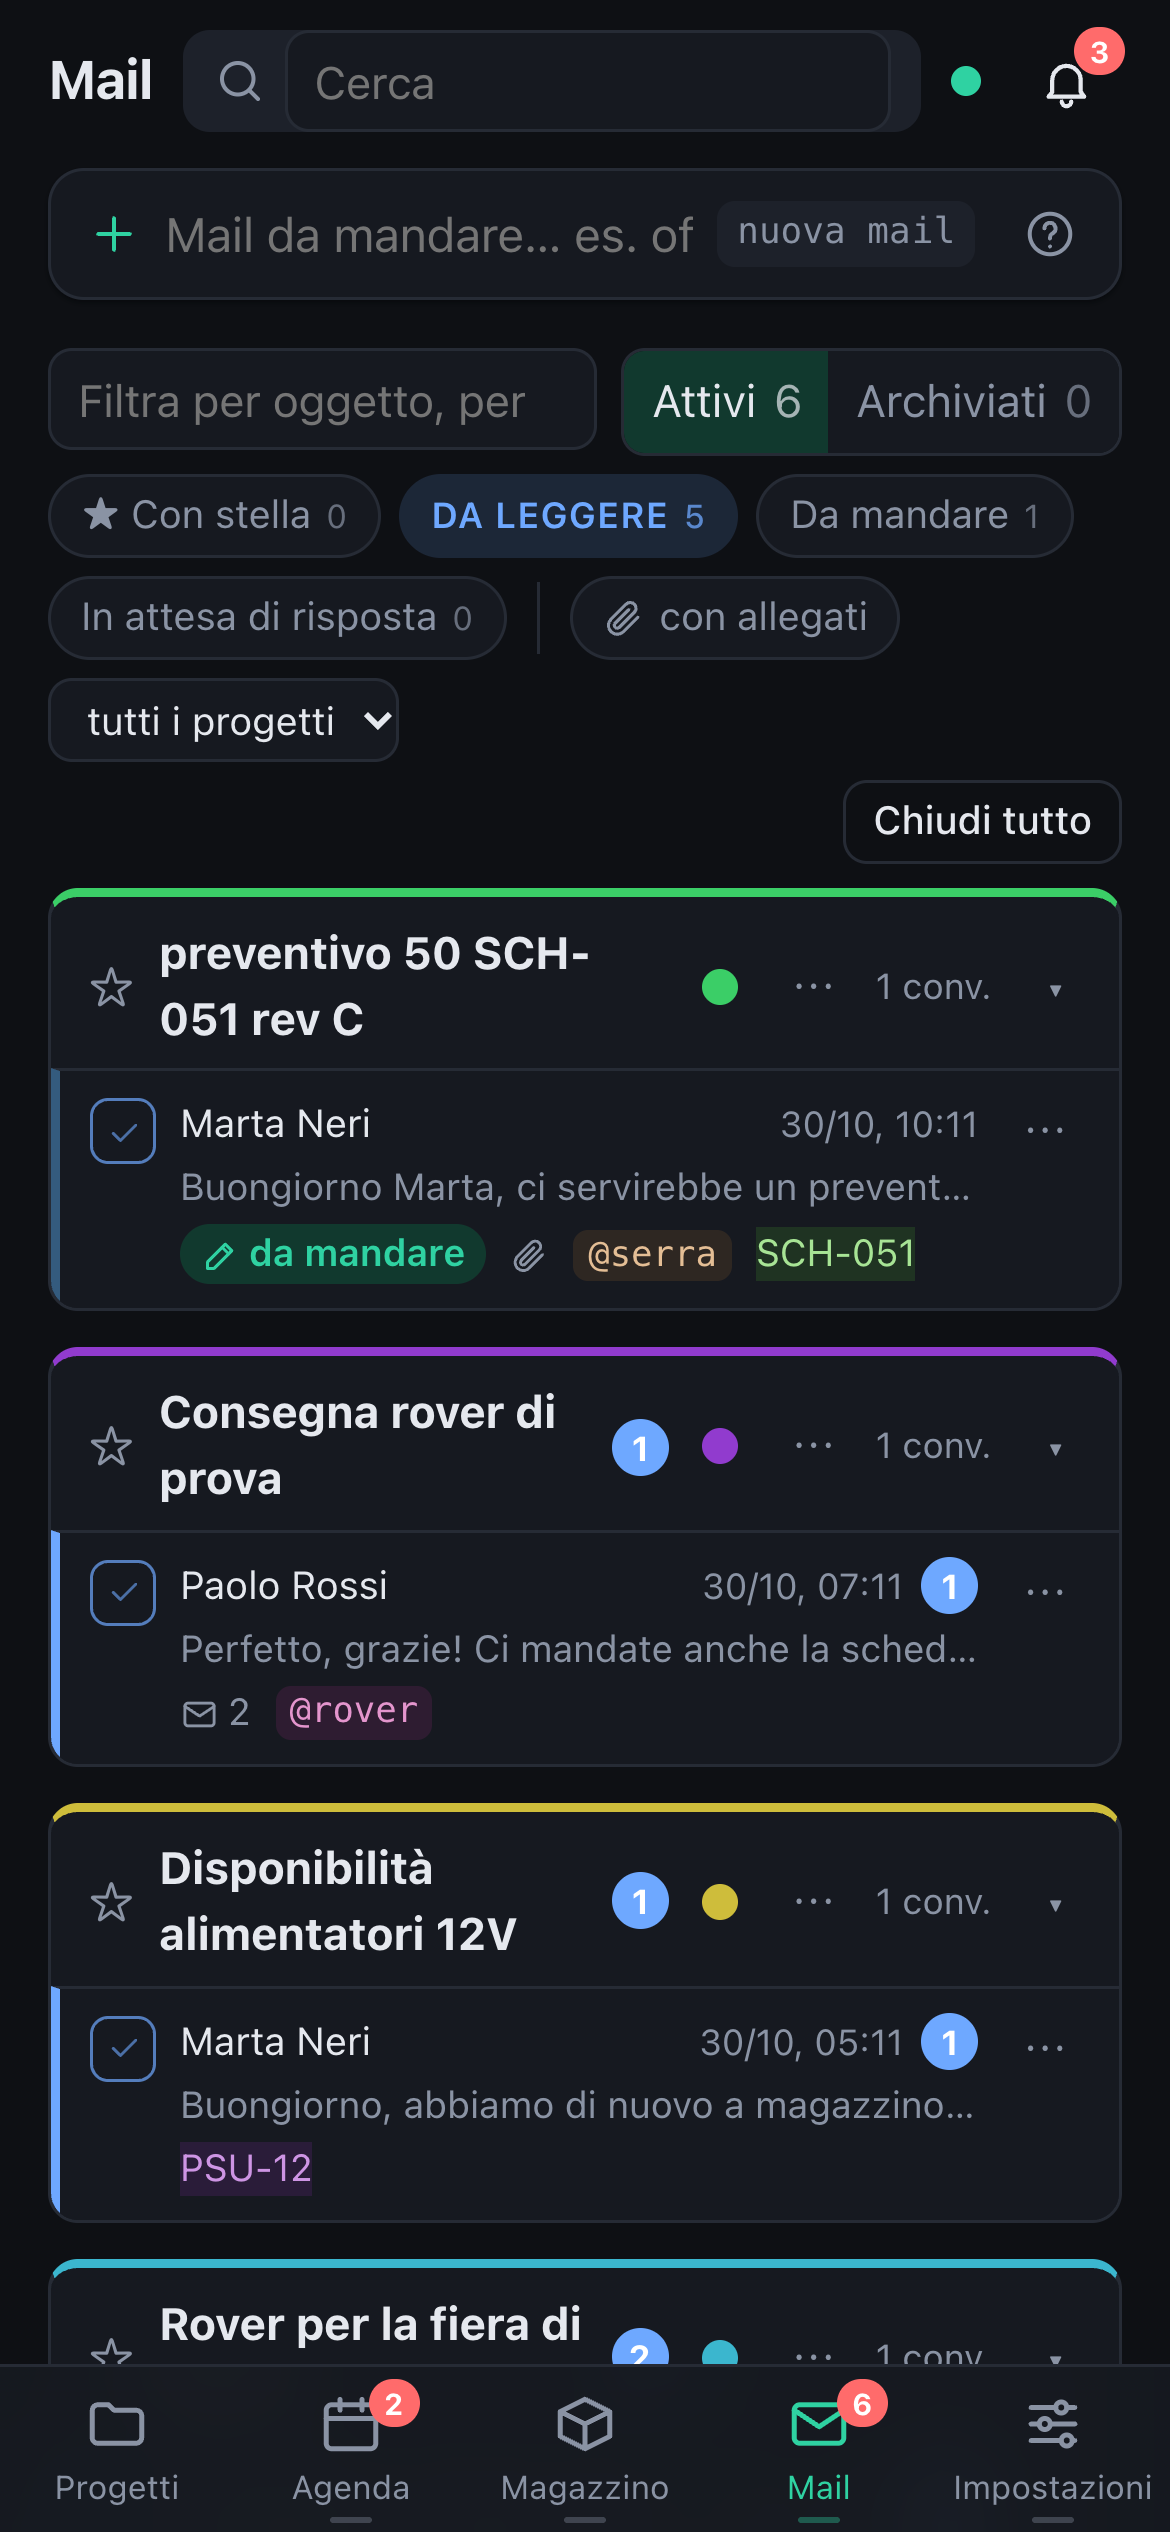 Mail
Cerca
3
Mail da mandare... es. of
nuova mail
Filtra per oggetto, per
Attivi 6
Archiviati 0
Con stella 0
DA LEGGERE 5
Da mandare 1
In attesa di risposta 0
con allegati
tutti i progetti
Chiudi tutto
preventivo 50 SCH-
051 rev C
1 conv.
Marta Neri
30/10, 10:11
Buongiorno Marta, ci servirebbe un prevent...
da mandare
@serra
SCH-051
Consegna rover di
prova
1
1 conv.
Paolo Rossi
30/10, 07:11
1
Perfetto, grazie! Ci mandate anche la sched...
2
@rover
Disponibilità
alimentatori 12V
1
1 conv.
Marta Neri
30/10, 05:11
1
Buongiorno, abbiamo di nuovo a magazzino...
PSU-12
Rover per la fiera di
2
1 conv.
Progetti
2
Agenda
Magazzino
6
Mail
Impostazioni